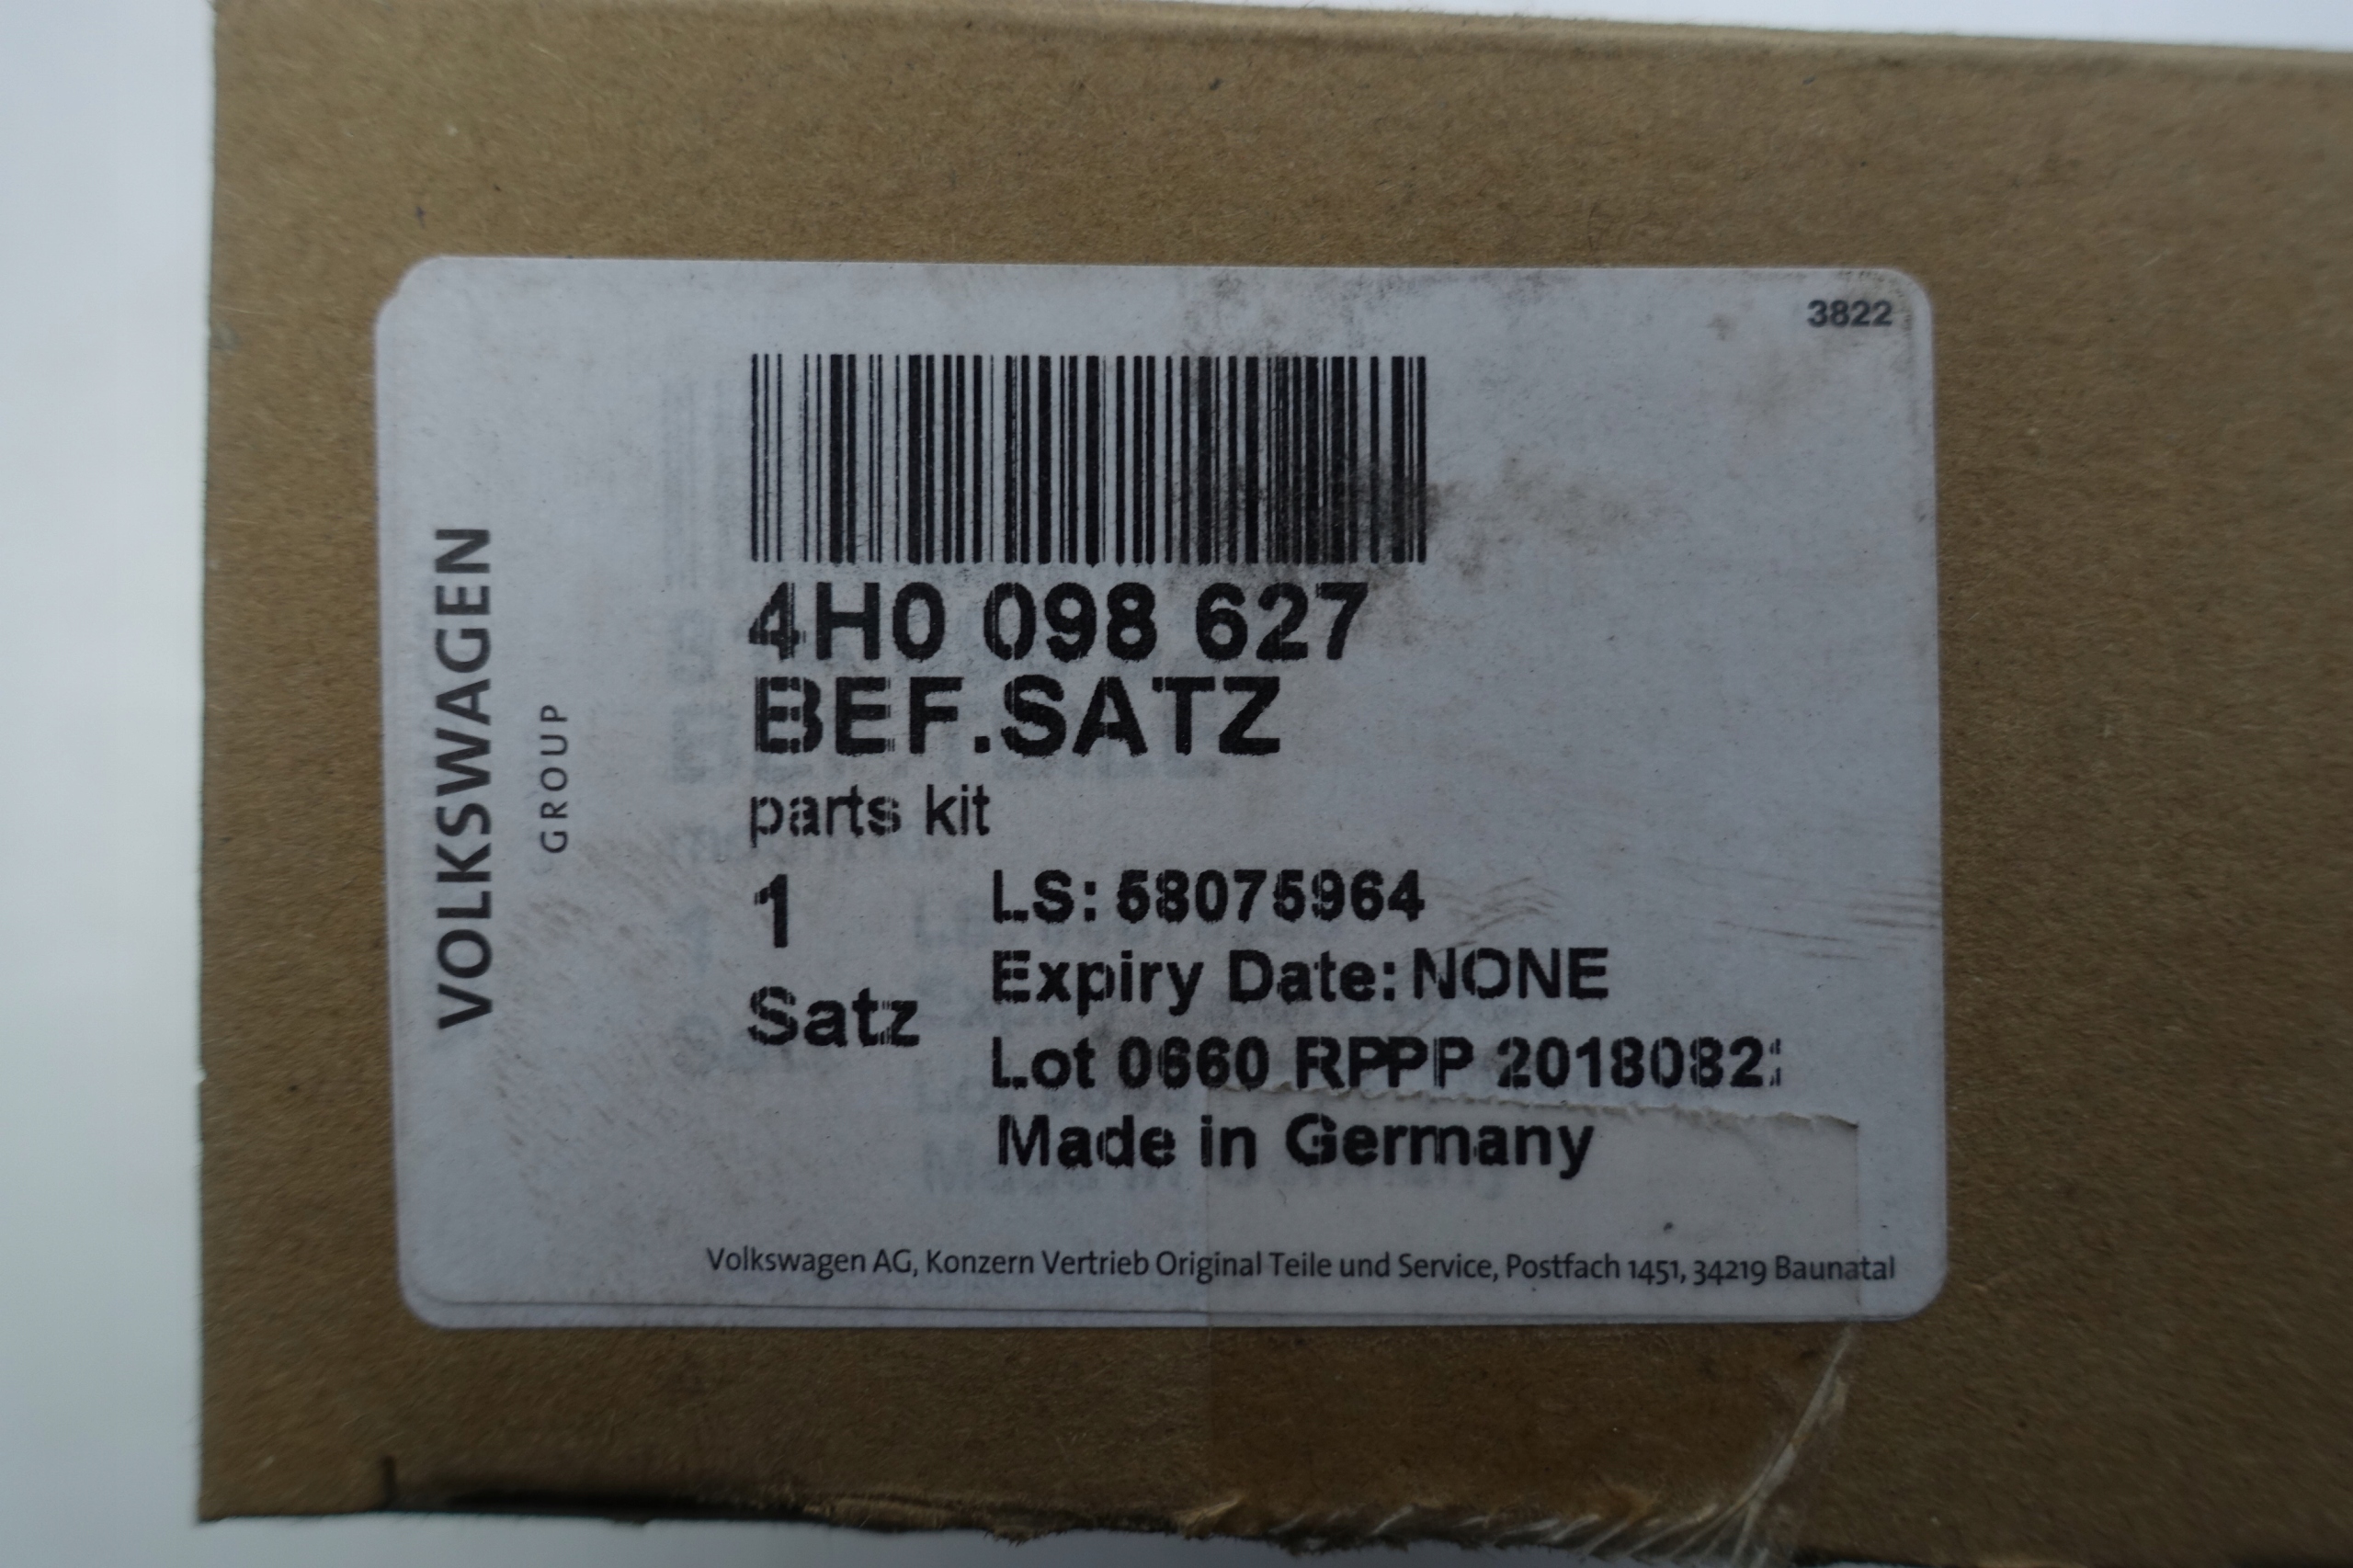 3822
VOLKSWAGEN
GROUP
4H0 098 627
BEF.SATZ
parts kit
1
Satz
LS: 58075964
Expiry Date: NONE
Lot 0660 RPPP 2018082
Made in Germany
Volkswagen AG, Konzern Vertrieb Original Teile und Service, Postfach 1451, 34219 Baunatal